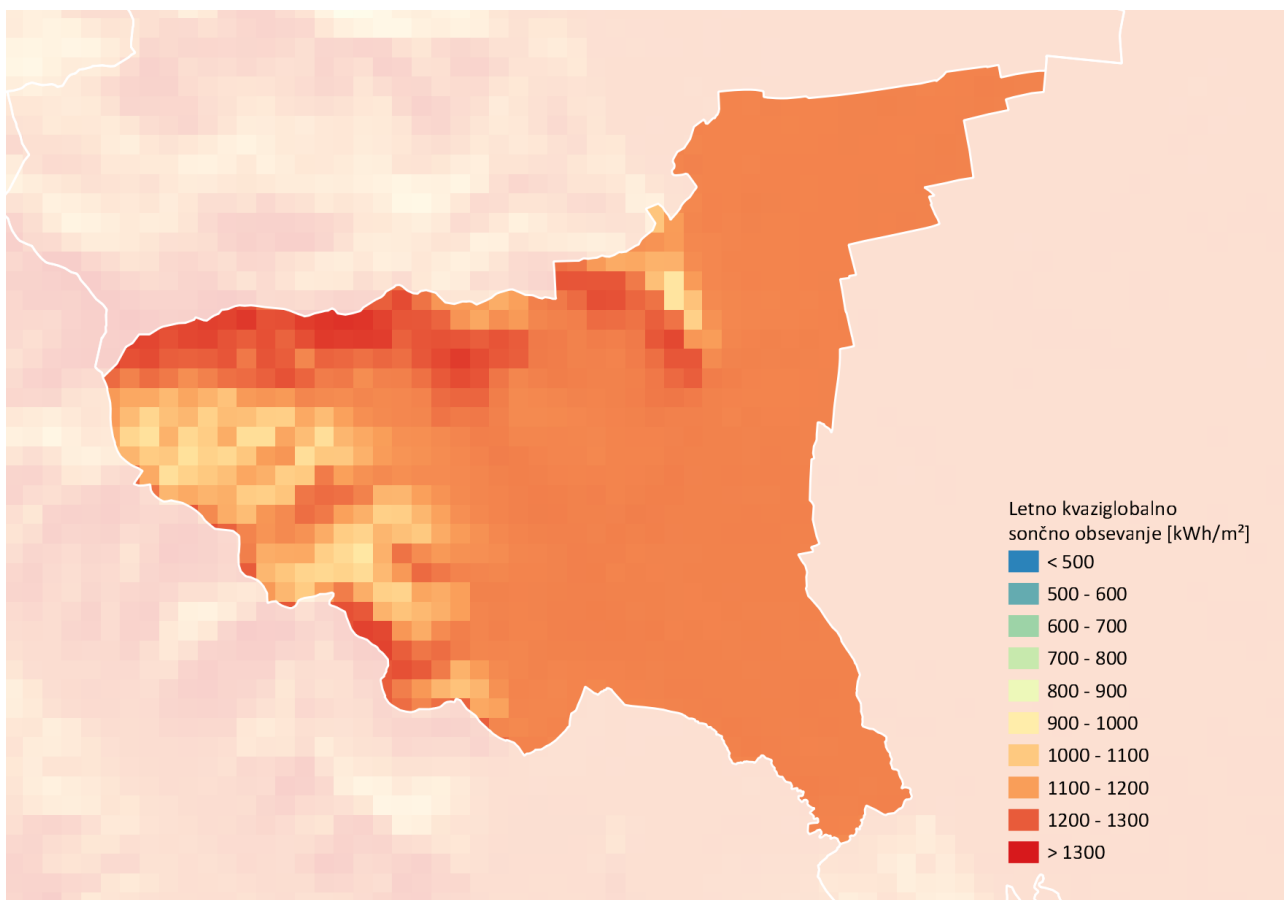 Letno kvaziglobalno
sončno obsevanje [kWh/m²]
< 500
500 - 600
600 - 700
700 - 800
800 - 900
900 - 1000
1000 - 1100
1100 - 1200
1200 - 1300
> 1300